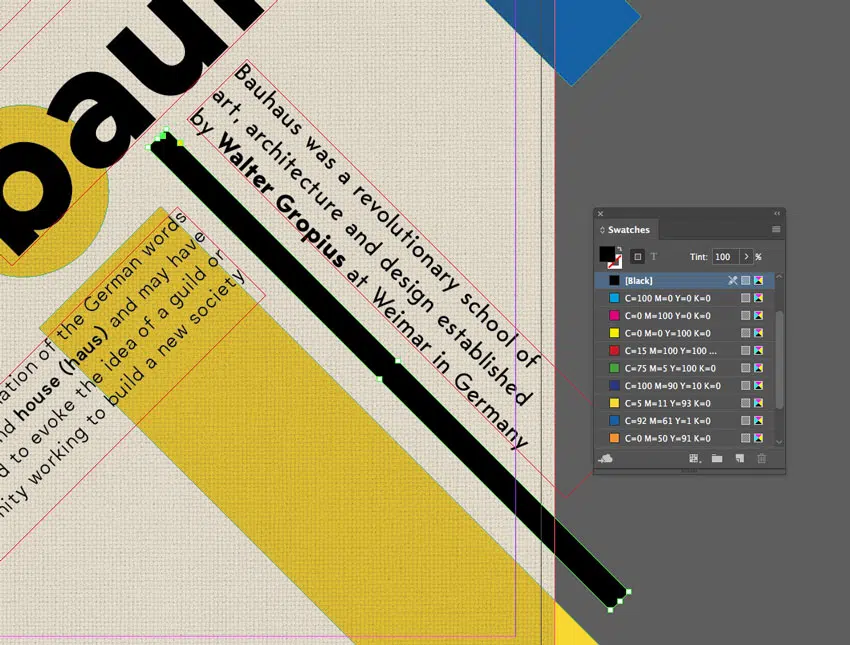 bau
Bauhaus was a revolutionary school of
art, architecture and design established
by Walter Gropius at Weimar in Germany
ation of the German words
nd house (haus) and may have
d to evoke the idea of a guild or
nity working to build a new society
Swatches
T Tint: 100 %
[Black]
C=100 M=0 Y=0 K=0
C=0 M=100 Y=0 K=0
C=0 M=0 Y=100 K=0
C=15 M=100 Y=100 ...
C=75 M=5 Y=100 K=0
C=100 M=90 Y=10 K=0
C=5 M=11 Y=93 K=0
C=92 M=61 Y=1 K=0
C=0 M=50 Y=91 K=0